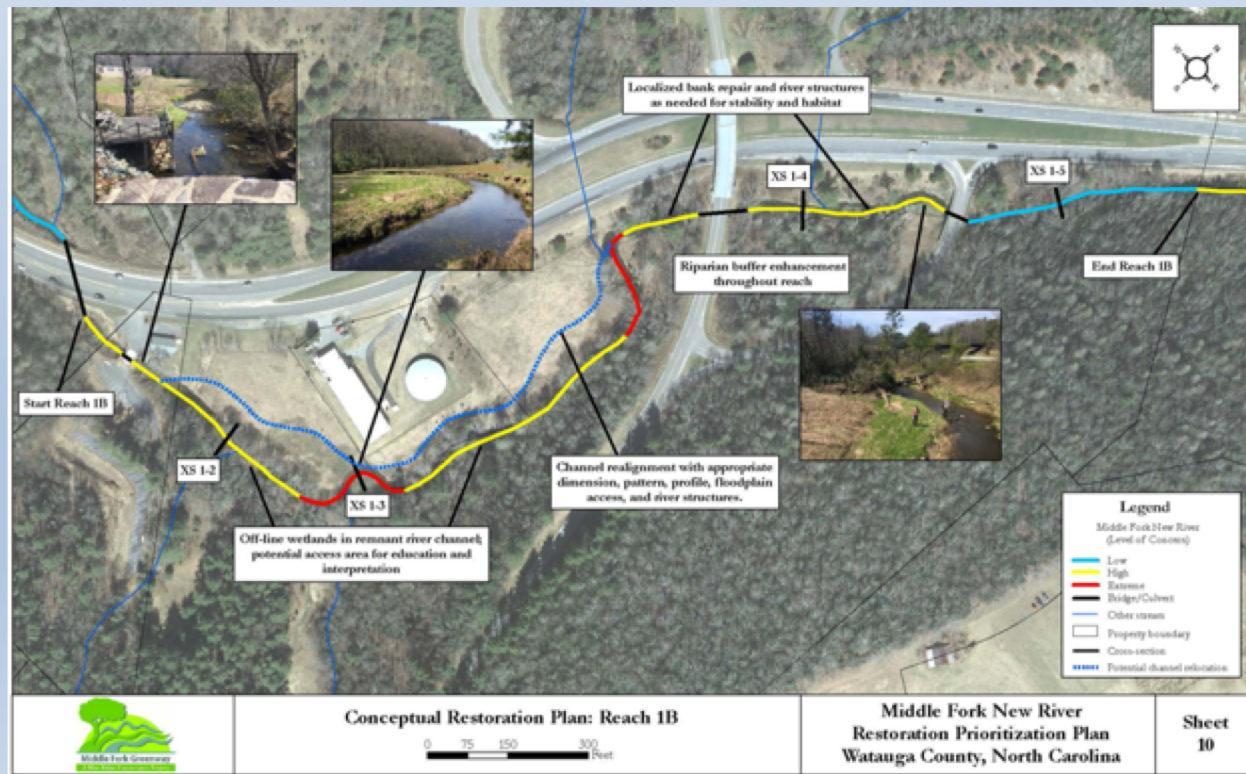 Localized bank repair and river structures
as needed for stability and habitat
XS 1-4
XS 1-5
Riparian buffer enhancement
throughout reach
End Reach 1B
Start Reach 1B
XS 1-2
XS 1-3
Channel realignment with appropriate
dimension, pattern, profile, floodplain
access, and river structures.
Off-line wetlands in remnant river channel;
potential access area for education and
interpretation
Legend
Middle Fork New River
(Level of Concern)
Low
High
Extreme
Bridge/Culvert
Other stream
Property boundary
Cross-section
Potential channel relocation
Middle Fork Greenway
Conceptual Restoration Plan: Reach 1B
0 75 150 300
Feet
Middle Fork New River
Restoration Prioritization Plan
Watauga County, North Carolina
Sheet
10